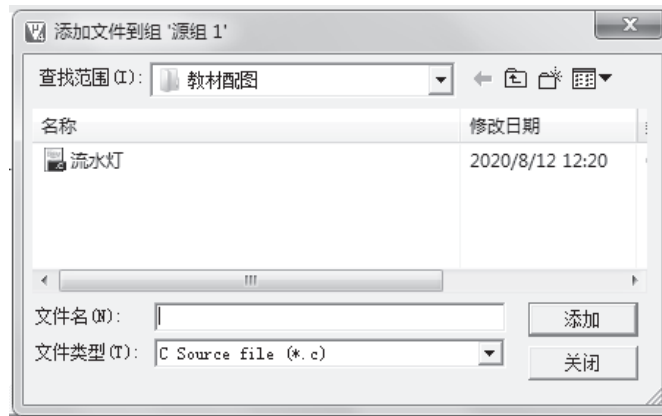 添加文件到组 '源组 1'
查找范围(I): 教材配图
名称 修改日期
流水灯 2020/8/12 12:20
文件名(N): 添加
文件类型(T): C Source file (*.c) 关闭